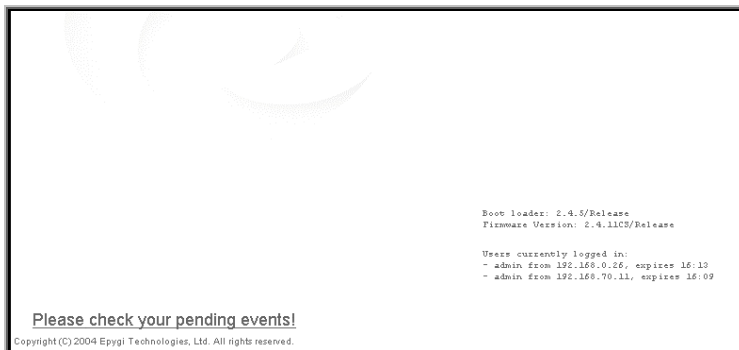 Boot loader: 2.4.5/Release
Firmware Version: 2.4.11CS/Release
Users currently logged in:
- admin from 192.168.0.26, expires 16:13
- admin from 192.168.70.11, expires 16:09
Please check your pending events!
Copyright (C) 2004 Epygi Technologies, Ltd. All rights reserved.